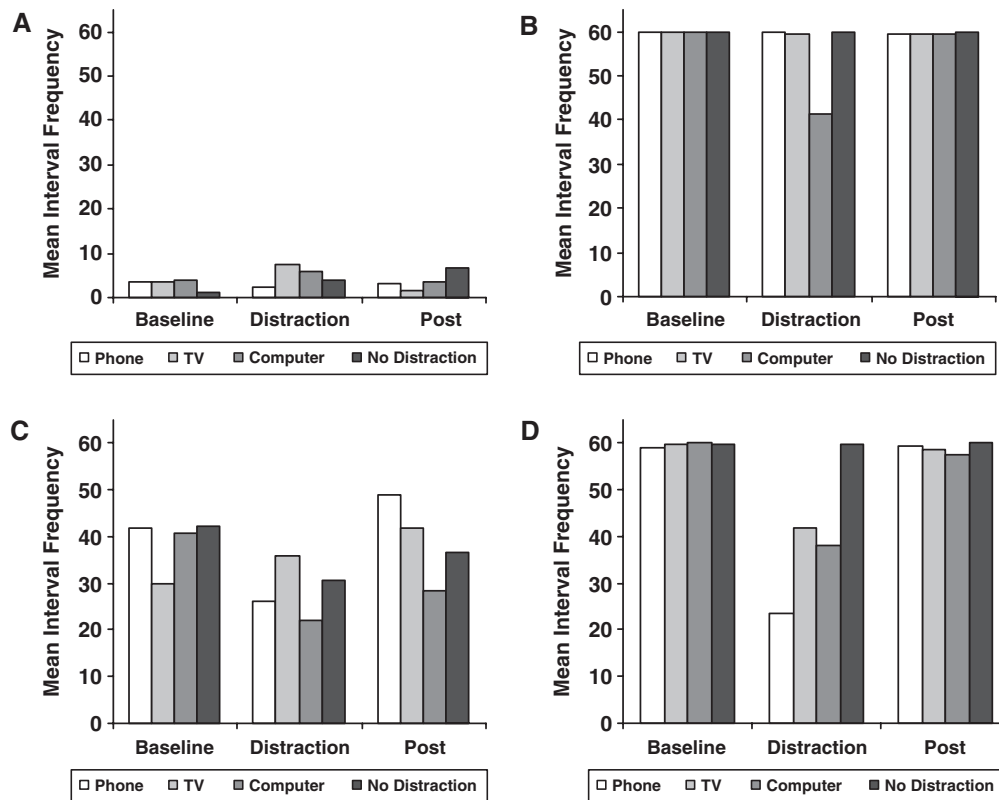 A
Mean Interval Frequency
60
50
40
30
20
10
0
Baseline Distraction Post
Phone TV Computer No Distraction
B
Mean Interval Frequency
60
50
40
30
20
10
0
Baseline Distraction Post
Phone TV Computer No Distraction
C
Mean Interval Frequency
60
50
40
30
20
10
0
Baseline Distraction Post
Phone TV Computer No Distraction
D
Mean Interval Frequency
60
50
40
30
20
10
0
Baseline Distraction Post
Phone TV Computer No Distraction